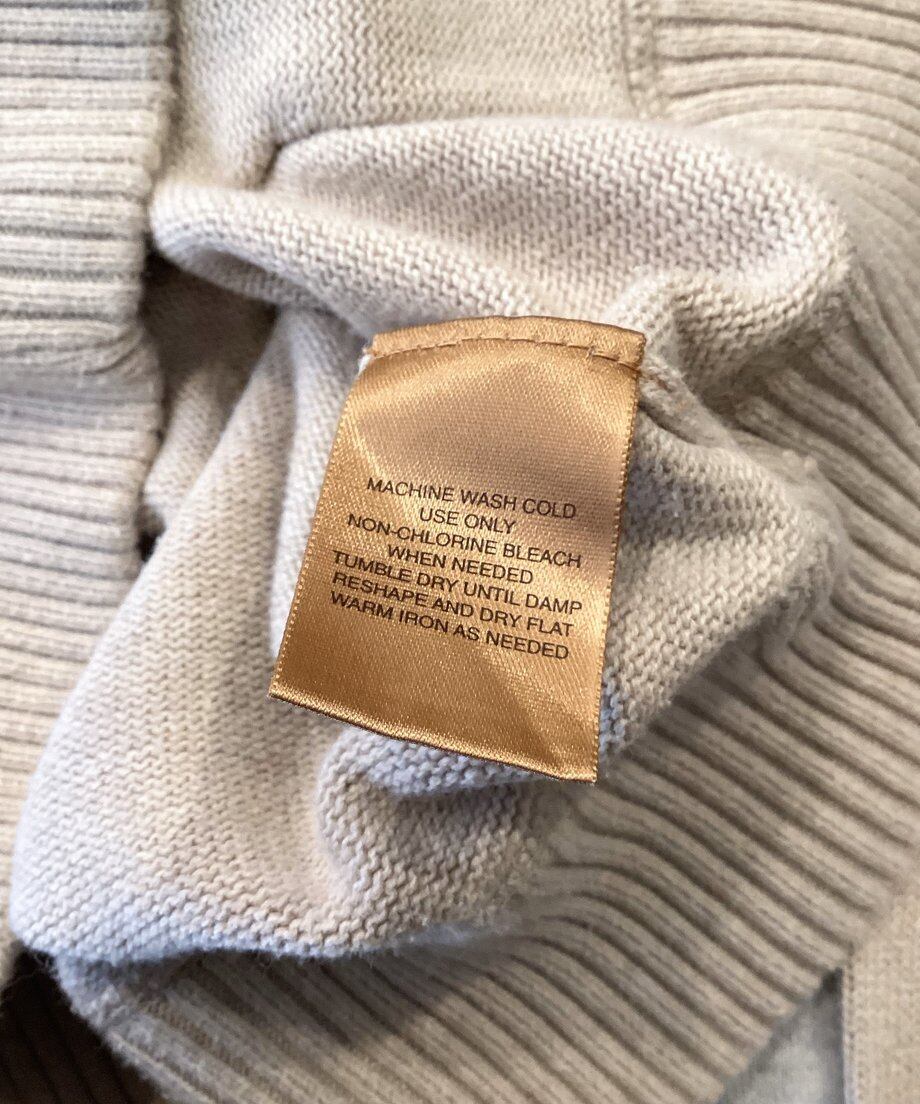 MACHINE WASH COLD
USE ONLY
NON-CHLORINE BLEACH
WHEN NEEDED
TUMBLE DRY UNTIL DAMP
RESHAPE AND DRY FLAT
WARM IRON AS NEEDED